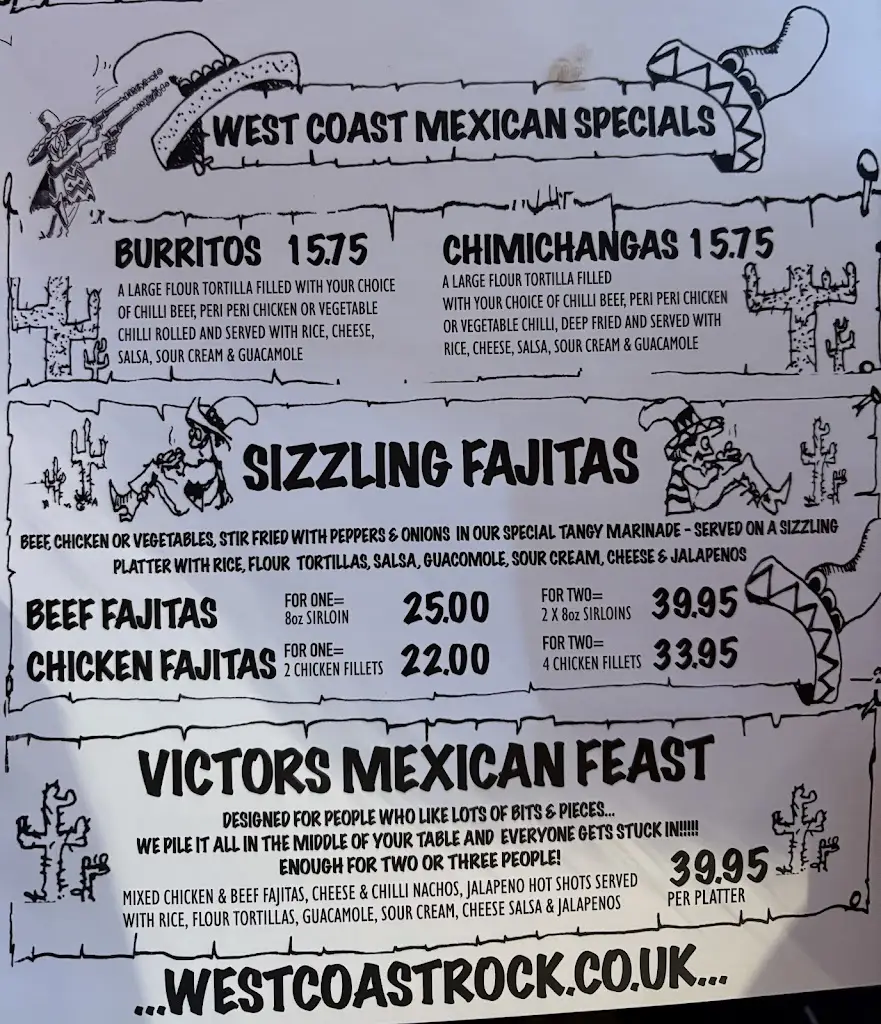 WEST COAST MEXICAN SPECIALS
BURRITOS 15.75
A LARGE FLOUR TORTILLA FILLED WITH YOUR CHOICE
OF CHILLI BEEF, PERI PERI CHICKEN OR VEGETABLE
CHILLI ROLLED AND SERVED WITH RICE, CHEESE,
SALSA, SOUR CREAM & GUACAMOLE
CHIMICHANGAS 15.75
A LARGE FLOUR TORTILLA FILLED
WITH YOUR CHOICE OF CHILLI BEEF, PERI PERI CHICKEN
OR VEGETABLE CHILLI, DEEP FRIED AND SERVED WITH
RICE, CHEESE, SALSA, SOUR CREAM & GUACAMOLE
SIZZLING FAJITAS
BEEF, CHICKEN OR VEGETABLES, STIR FRIED WITH PEPPERS & ONIONS IN OUR SPECIAL TANGY MARINADE - SERVED ON A SIZZLING
PLATTER WITH RICE, FLOUR TORTILLAS, SALSA, GUACOMOLE, SOUR CREAM, CHEESE & JALAPENOS
BEEF FAJITAS FOR ONE= 25.00 FOR TWO= 39.95
8oz SIRLOIN 2 X 8oz SIRLOINS
CHICKEN FAJITAS FOR ONE= 22.00 FOR TWO= 33.95
2 CHICKEN FILLETS 4 CHICKEN FILLETS
VICTORS MEXICAN FEAST
DESIGNED FOR PEOPLE WHO LIKE LOTS OF BITS & PIECES...
WE PILE IT ALL IN THE MIDDLE OF YOUR TABLE AND EVERYONE GETS STUCK IN!!!!!
ENOUGH FOR TWO OR THREE PEOPLE!
MIXED CHICKEN & BEEF FAJITAS, CHEESE & CHILLI NACHOS, JALAPENO HOT SHOTS SERVED
WITH RICE, FLOUR TORTILLAS, GUACAMOLE, SOUR CREAM, CHEESE SALSA & JALAPENOS
39.95
PER PLATTER
...WESTCOASTROCK.CO.UK...